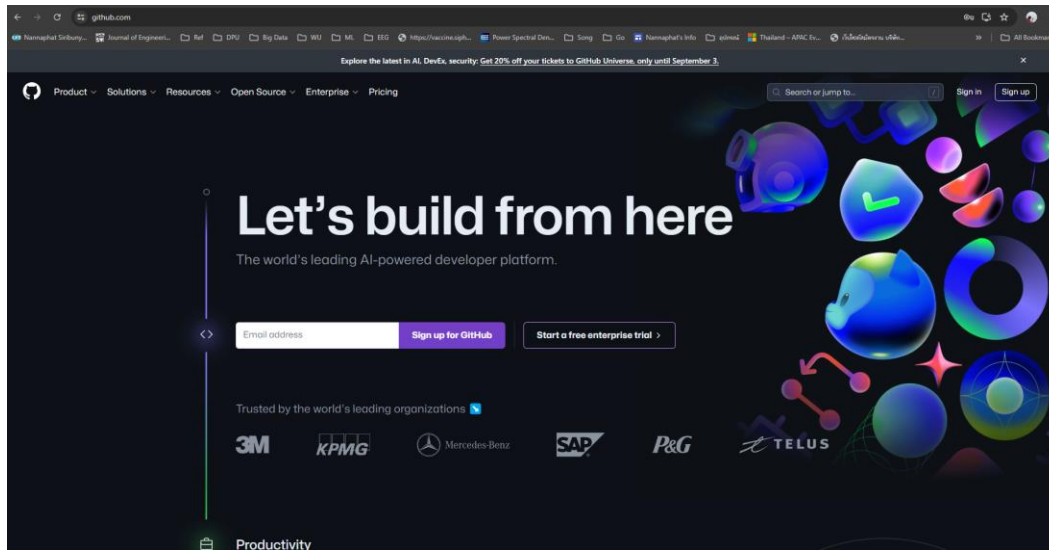 github.com
Nannaphat Siribuny... Journal of Engineeri... Ref DPU Big Data WU ML EEG https://vaccine.siph... Power Spectral Den... Song Go Nannaphat's Info Thailand – APAC Ev... All Bookmar
Explore the latest in AI, DevEx, security: Get 20% off your tickets to GitHub Universe, only until September 3.
Product Solutions Resources Open Source Enterprise Pricing Search or jump to... / Sign in Sign up
Let's build from here
The world's leading AI-powered developer platform.
Email address Sign up for GitHub Start a free enterprise trial >
Trusted by the world's leading organizations
3M KPMG Mercedes-Benz SAP P&G TELUS
Productivity